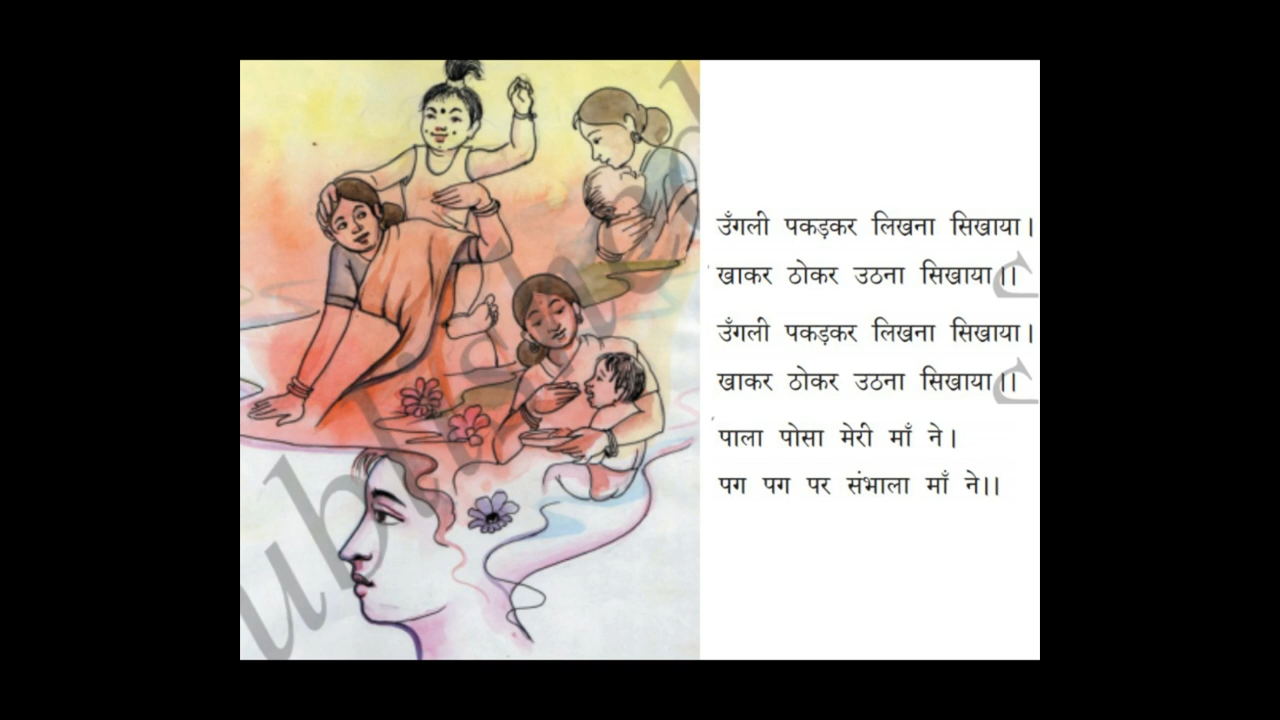 उँगली पकड़कर लिखना सिखाया।
खाकर ठोकर उठना सिखाया।।
उँगली पकड़कर लिखना सिखाया।
खाकर ठोकर उठना सिखाया।।
पाला पोसा मेरी माँ ने।
पग पग पर संभाला माँ ने।।